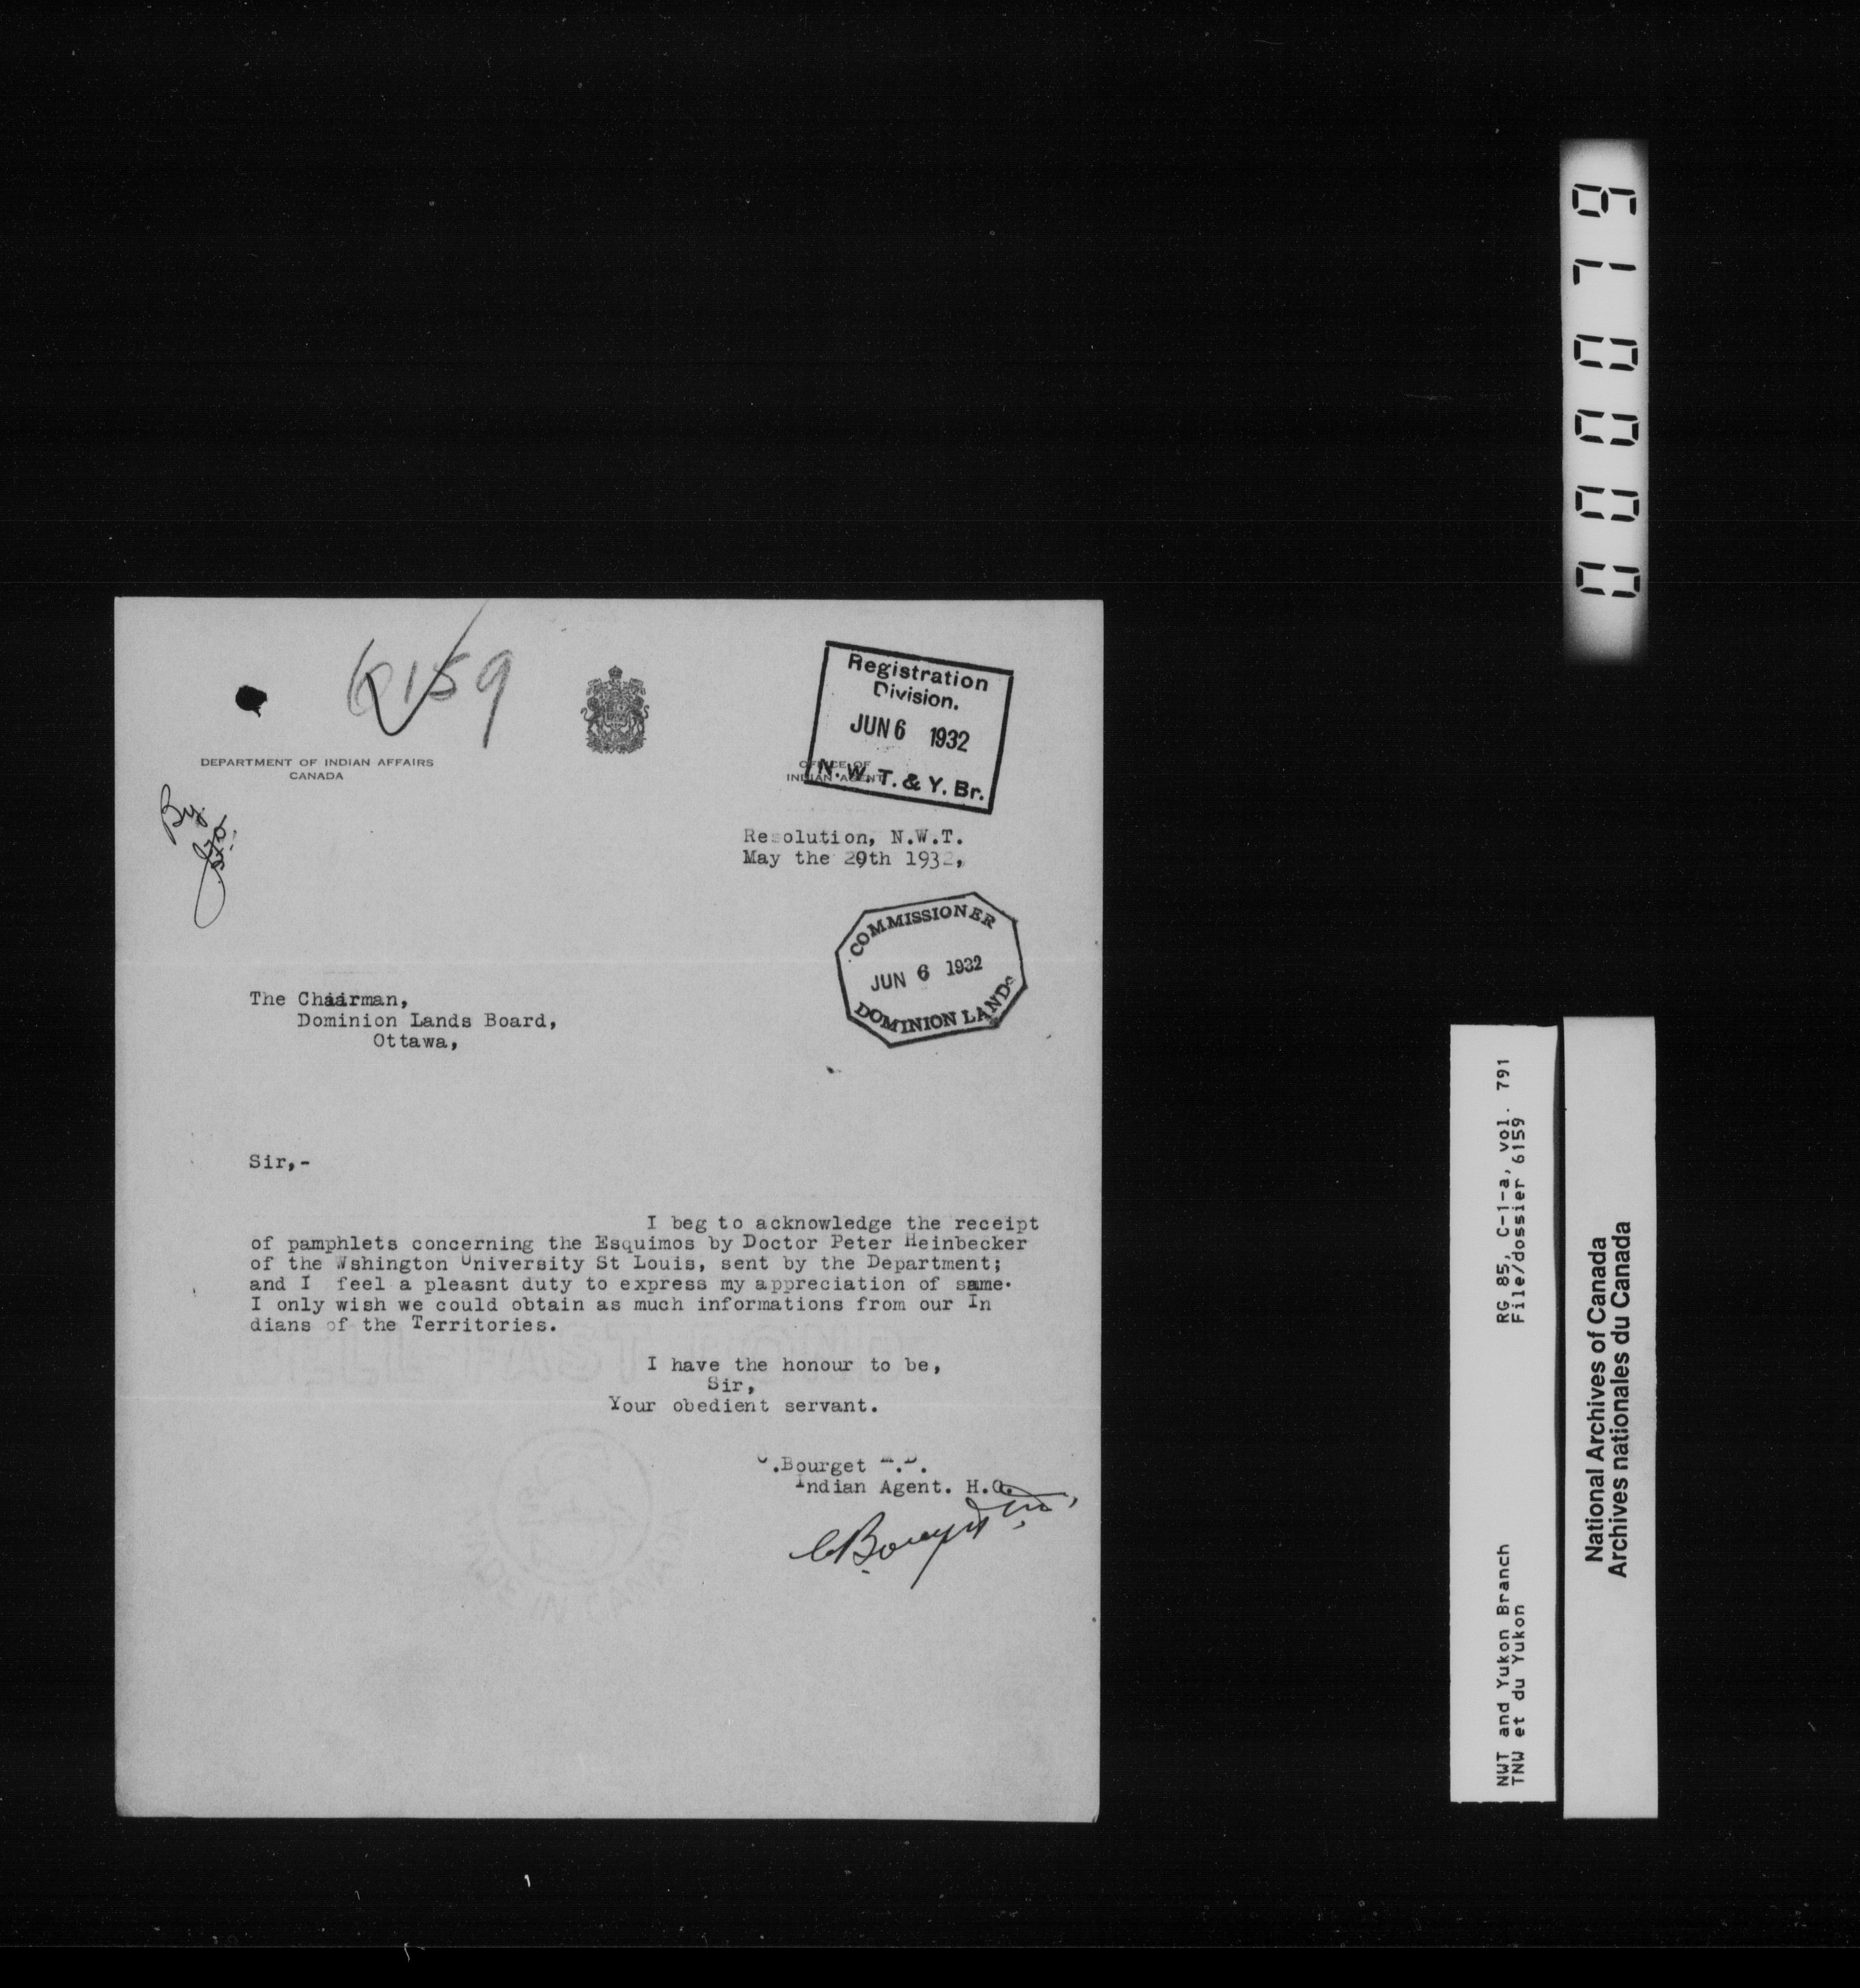 6159
DEPARTMENT OF INDIAN AFFAIRS
CANADA
Registration
Division.
JUN 6 1932
N. W. T. & Y. Br.
OFFICE OF
INDIAN AGENT
By
Resolution, N.W.T.
May the 29th 1932,
COMMISSIONER
JUN 6 1932
DOMINION LANDS
The Chairman,
Dominion Lands Board,
Ottawa,
Sir,-
I beg to acknowledge the receipt
of pamphlets concerning the Esquimos by Doctor Peter Heinbecker
of the Wshington University St Louis, sent by the Department;
and I feel a pleasnt duty to express my appreciation of same.
I only wish we could obtain as much informations from our In
dians of the Territories.
I have the honour to be,
Sir,
Your obedient servant.
C.Bourget M.D.
Indian Agent. H.Q.
CBourget M.D.
000079
RG 85, C-1-a, vol. 791
File/dossier 6159
NWT and Yukon Branch
TNW et du Yukon
National Archives of Canada
Archives nationales du Canada